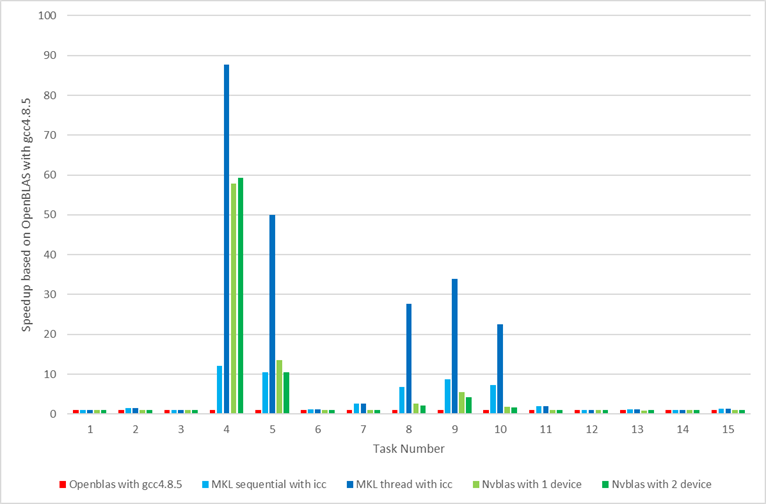 100
90
80
70
60
50
40
30
20
10
0
Speedup based on OpenBLAS with gcc4.8.5
1 2 3 4 5 6 7 8 9 10 11 12 13 14 15
Task Number
Openblas with gcc4.8.5 MKL sequential with icc MKL thread with icc Nvblas with 1 device Nvblas with 2 device